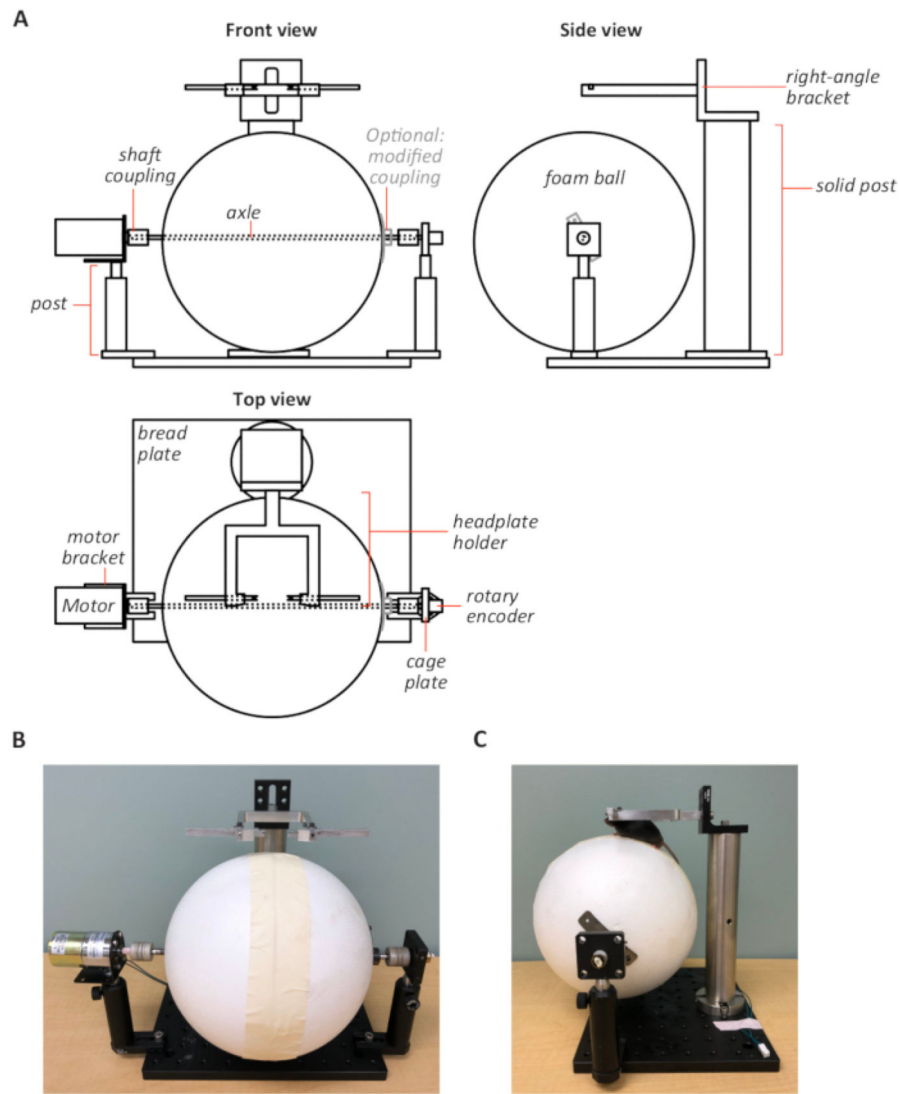 A
Front view
Side view
right-angle
bracket
Optional:
modified
coupling
shaft
coupling
foam ball
solid post
axle
post
Top view
bread
plate
headplate
holder
motor
bracket
Motor
rotary
encoder
cage
plate
B
C